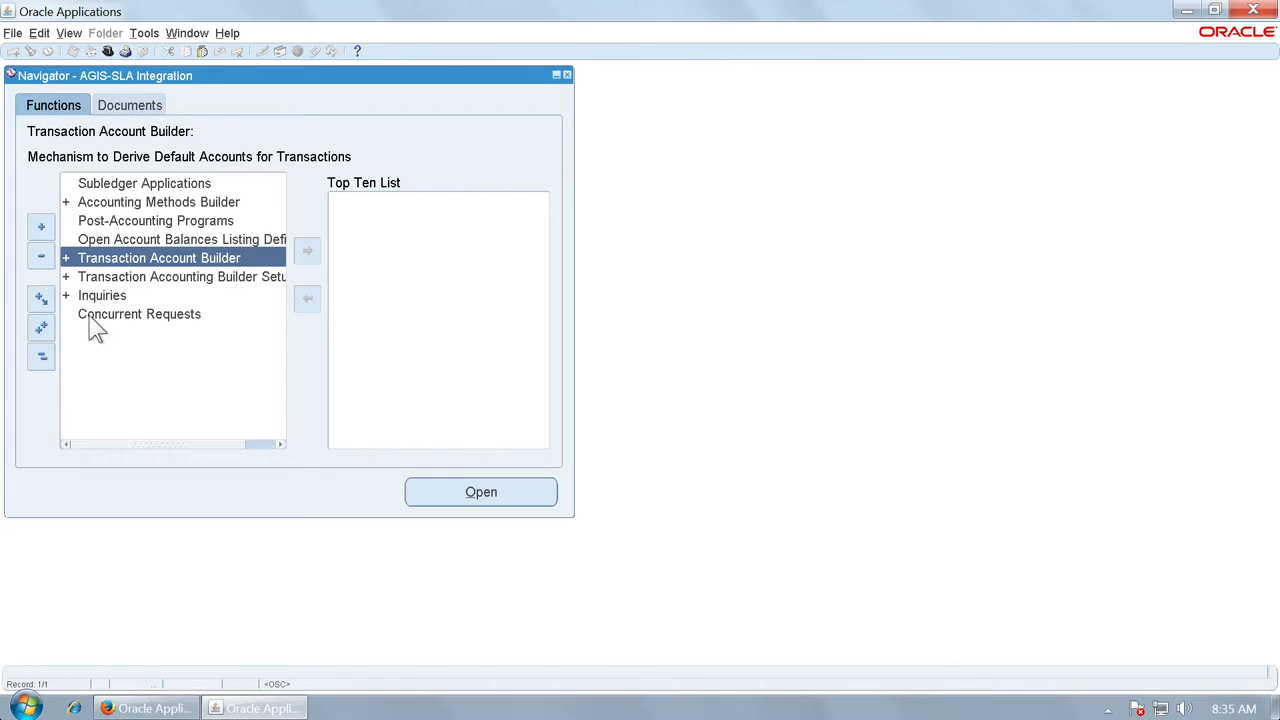 Oracle Applications
File Edit View Folder Tools Window Help
ORACLE
?
Navigator - AGIS-SLA Integration
Functions Documents
Transaction Account Builder:
Mechanism to Derive Default Accounts for Transactions
Top Ten List
Subledger Applications
+ Accounting Methods Builder
Post-Accounting Programs
Open Account Balances Listing Defi
+ Transaction Account Builder
+ Transaction Accounting Builder Setu
+ Inquiries
Concurrent Requests
Open
Record: 1/1 ... <OSC>
Oracle Appli... Oracle Appli... 8:35 AM